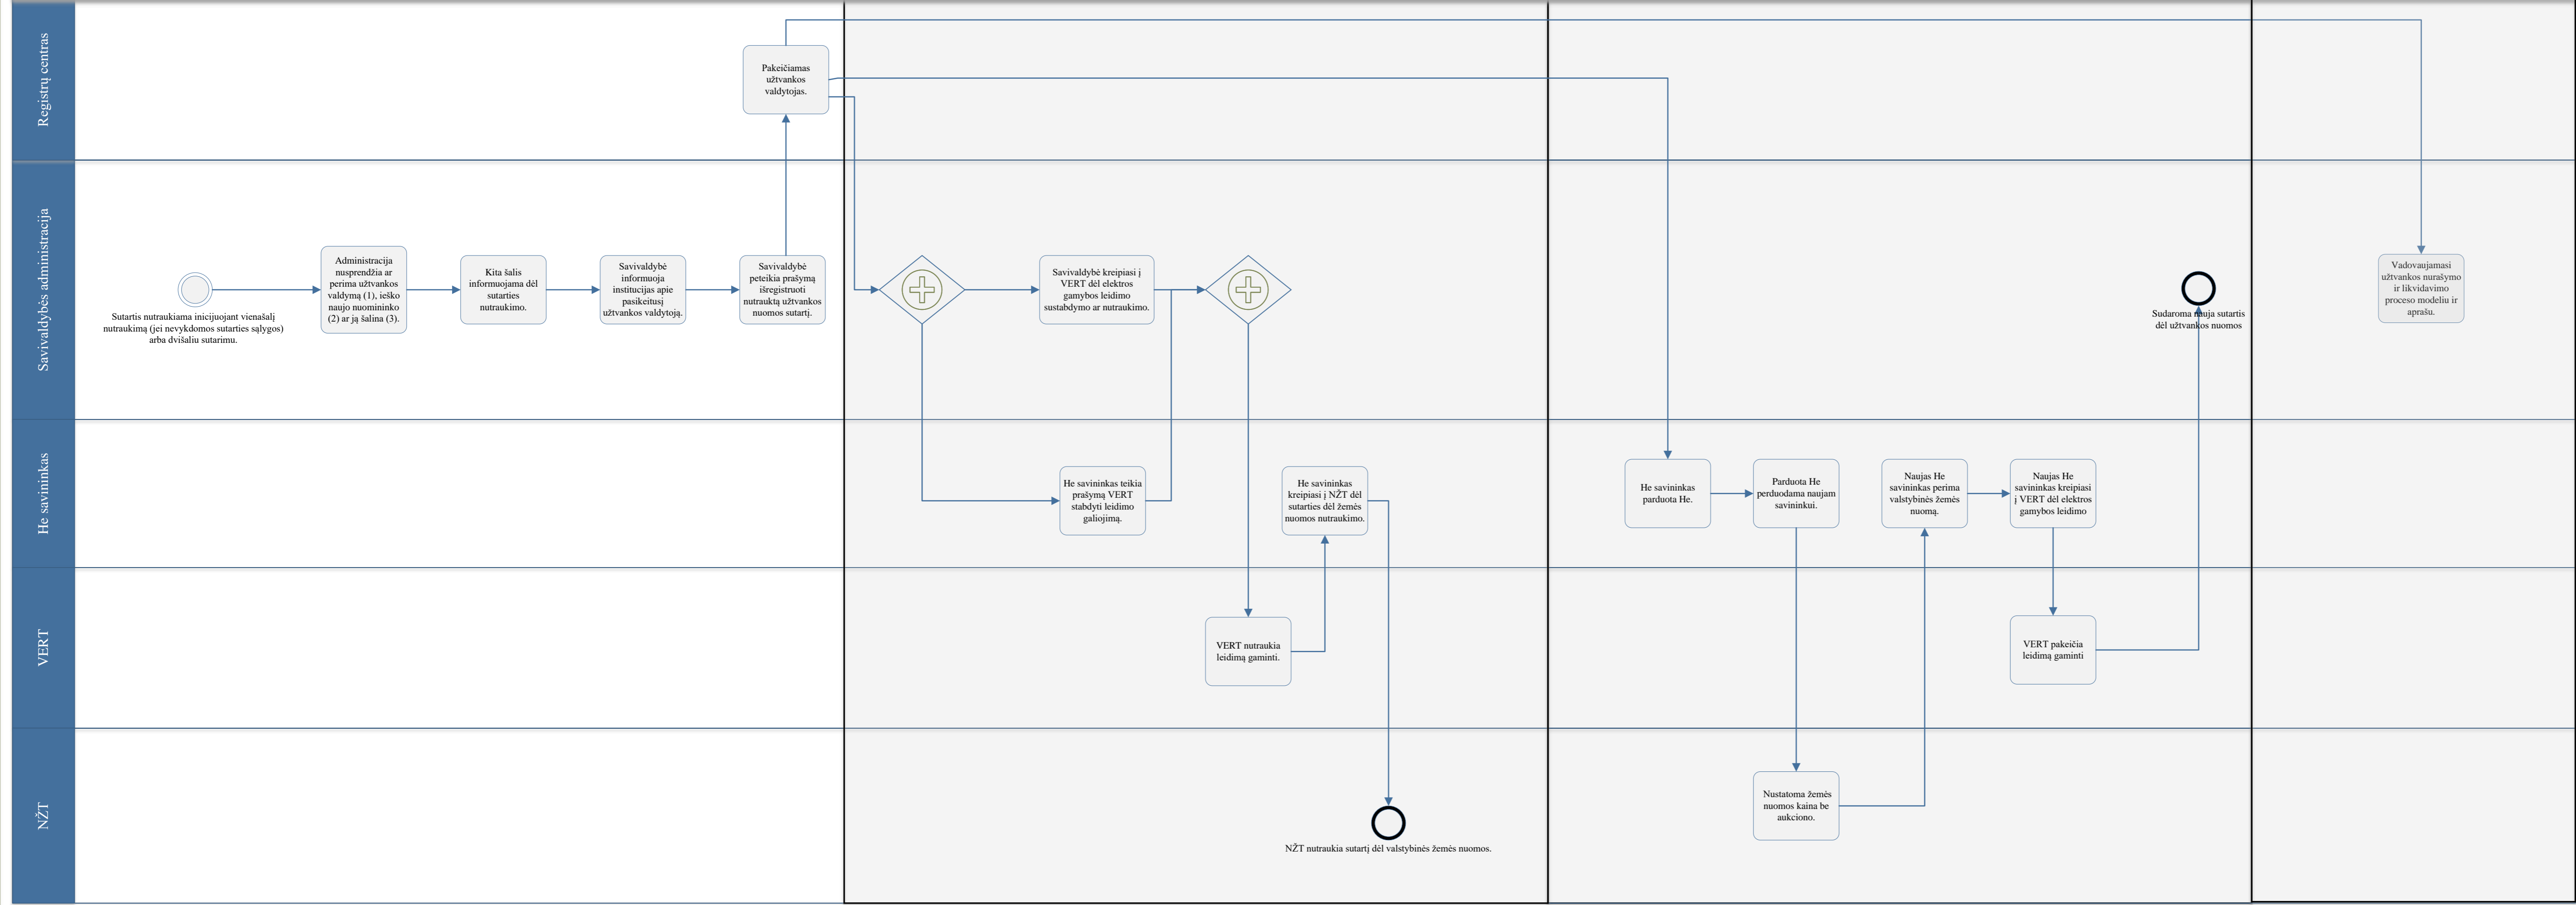 Registrų centras
Pakeičiamas
užtvankos
valdytojas.
Savivaldybės administracija
Sutartis nutraukiama inicijuojant vienašalį
nutraukimą (jei nevykdomos sutarties sąlygos)
arba dvišaliu sutarimu.
Administracija
nusprendžia ar
perima užtvankos
valdymą (1), ieško
naujo nuomininko
(2) ar ją šalina (3).
Kita šalis
informuojama dėl
sutarties
nutraukimo.
Savivaldybė
informuoja
institucijas apie
pasikeitusį
užtvankos valdytoją.
Savivaldybė
peteikia prašymą
išregistruoti
nutrauktą užtvankos
nuomos sutartį.
Savivaldybė kreipiasi į
VERT dėl elektros
gamybos leidimo
sustabdymo ar nutraukimo.
Sudaroma nauja sutartis
dėl užtvankos nuomos
Vadovaujamasi
užtvankos nurašymo
ir likvidavimo
proceso modeliu ir
aprašu.
He savininkas
He savininkas teikia
prašymą VERT
stabdyti leidimo
galiojimą.
He savininkas
kreipiasi į NŽT dėl
sutarties dėl žemės
nuomos nutraukimo.
He savininkas
parduota He.
Parduota He
perduodama naujam
savininkui.
Naujas He
savininkas perima
valstybinės žemės
nuomą.
Naujas He
savininkas kreipiasi
į VERT dėl elektros
gamybos leidimo
VERT
VERT nutraukia
leidimą gaminti.
VERT pakeičia
leidimą gaminti
NŽT
NŽT nutraukia sutartį dėl valstybinės žemės nuomos.
Nustatoma žemės
nuomos kaina be
aukciono.